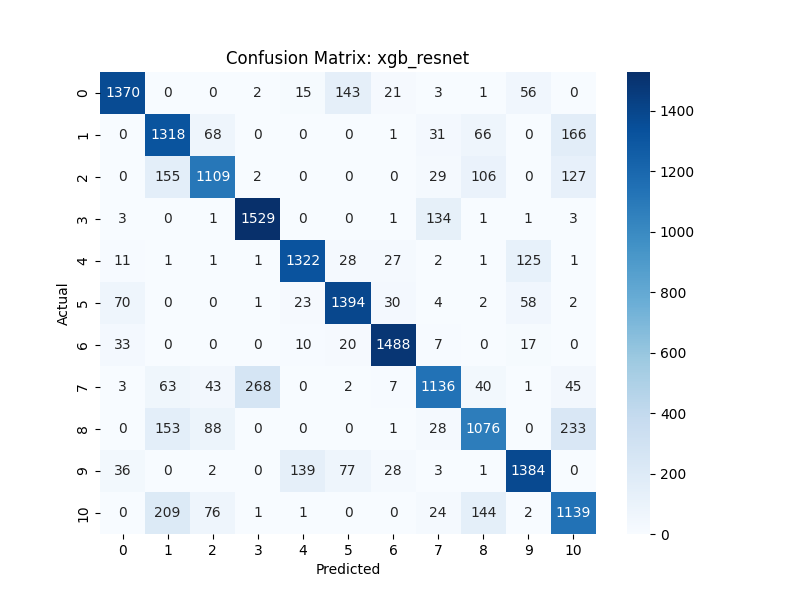 Confusion Matrix: xgb_resnet
0 1370 0 0 2 15 143 21 3 1 56 0
1 0 1318 68 0 0 0 1 31 66 0 166
2 0 155 1109 2 0 0 0 29 106 0 127
3 3 0 1 1529 0 0 1 134 1 1 3
4 11 1 1 1 1322 28 27 2 1 125 1
5 70 0 0 1 23 1394 30 4 2 58 2
6 33 0 0 0 10 20 1488 7 0 17 0
7 3 63 43 268 0 2 7 1136 40 1 45
8 0 153 88 0 0 0 1 28 1076 0 233
9 36 0 2 0 139 77 28 3 1 1384 0
10 0 209 76 1 1 0 0 24 144 2 1139
0 1 2 3 4 5 6 7 8 9 10
Predicted
Actual
1400
1200
1000
800
600
400
200
0